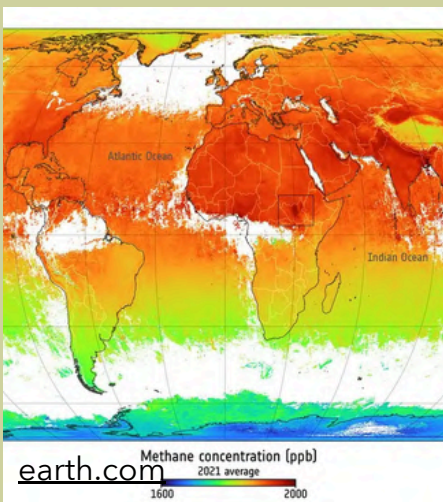 Atlantic Ocean
Indian Ocean
Methane concentration (ppb)
2021 average
1600 2000
earth.com